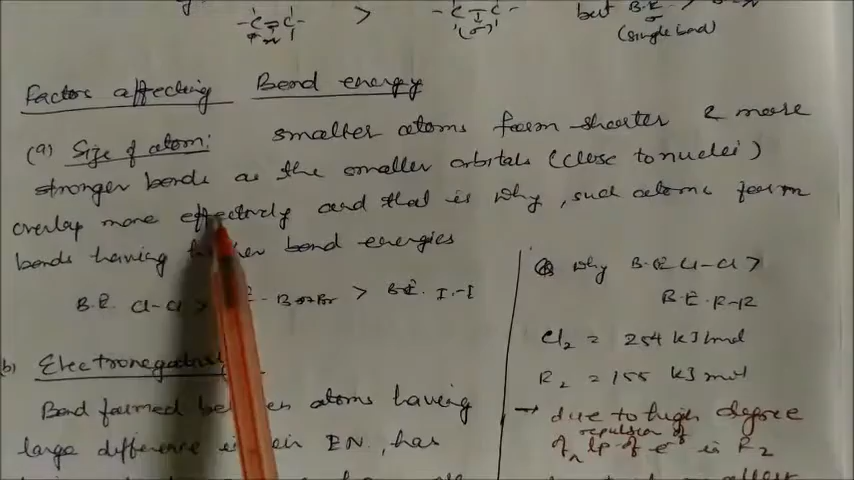 -C=C- > -C-C- but B.E >
(σ) (single bond)
Factors affecting Bond energy
(a) Size of atom: smaller atoms form shorter & more
stronger bonds as the smaller orbitals (close to nuclei)
overlap more effectively and that is why, such atoms form
bonds having bond energies
B.E. Cl-Cl > Br-Br > B.E. I-I
(b)
Bond formed between atoms having
large difference in their EN, has
Q Why B.E Cl-Cl >
B.E. F-F
Cl2 = 254 kJ/mol
F2 = 155 kJ mol
→ due to high degree
repulsion of
of lp of e-s in F2